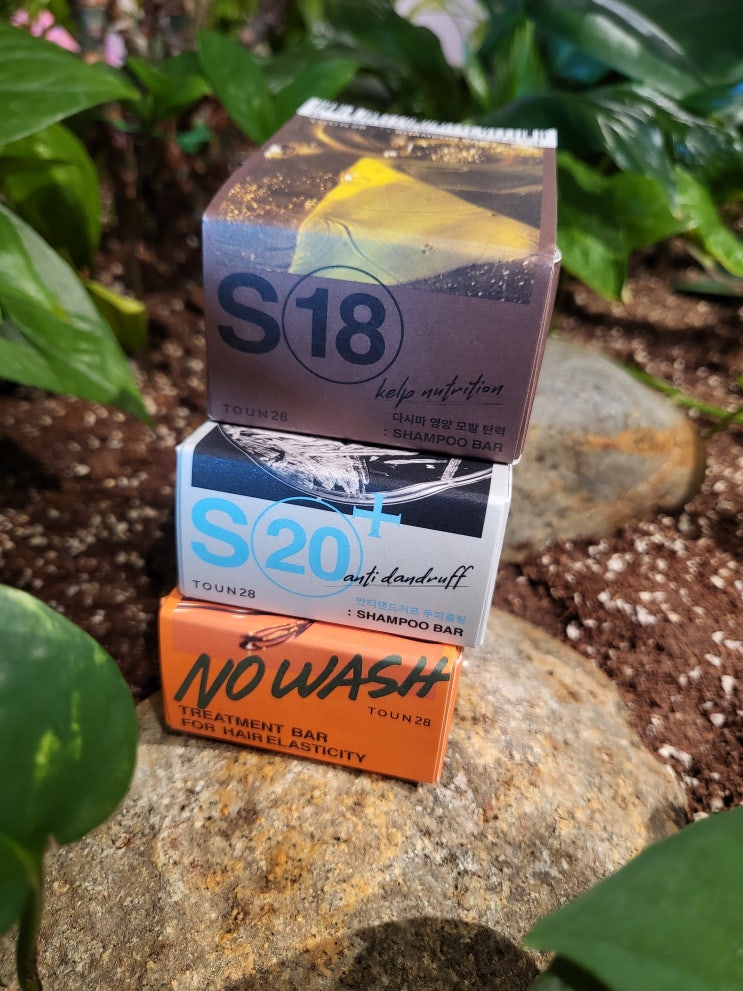 S18
kelp nutrition
TOUN28
다시마 영양 모발 탄력
: SHAMPOO BAR
S20+
anti dandruff
TOUN28
안티댄드러프 두피쿨링
: SHAMPOO BAR
NO WASH
TOUN28
TREATMENT BAR
FOR HAIR ELASTICITY